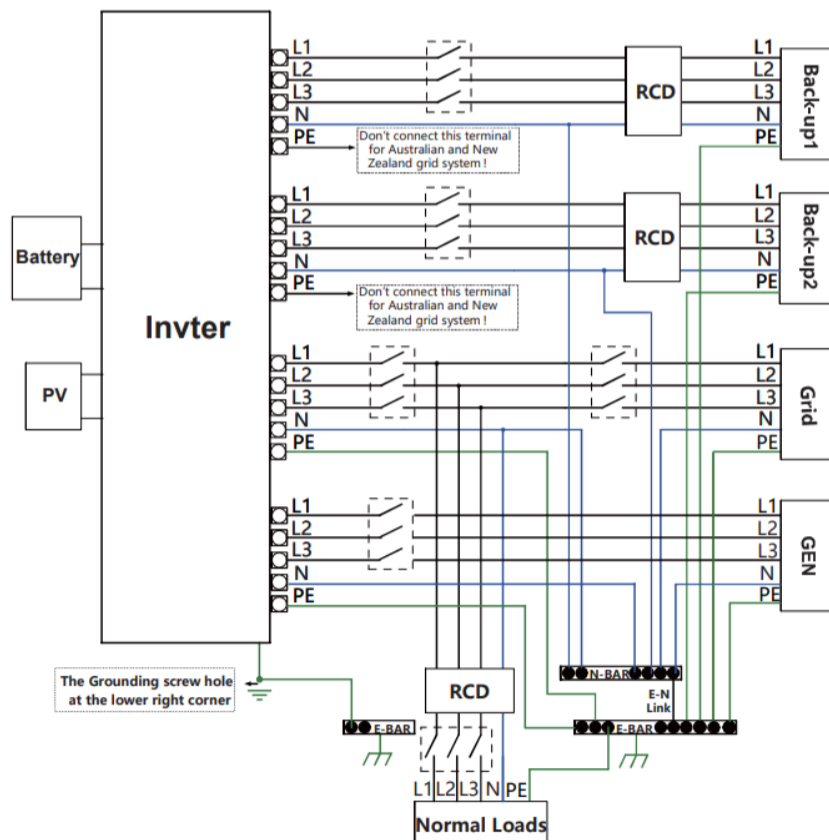 L1
L2
L3
N
PE
RCD
L1
L2
L3
N
PE
Back-up1
Don't connect this terminal
for Australian and New
Zealand grid system !
L1
L2
L3
N
PE
RCD
L1
L2
L3
N
PE
Back-up2
Don't connect this terminal
for Australian and New
Zealand grid system !
Battery
Invter
PV
L1
L2
L3
N
PE
L1
L2
L3
N
PE
Grid
L1
L2
L3
N
PE
L1
L2
L3
N
PE
GEN
The Grounding screw hole
at the lower right corner
RCD
N-BAR
E-N
Link
E-BAR
E-BAR
L1 L2 L3 N PE
Normal Loads